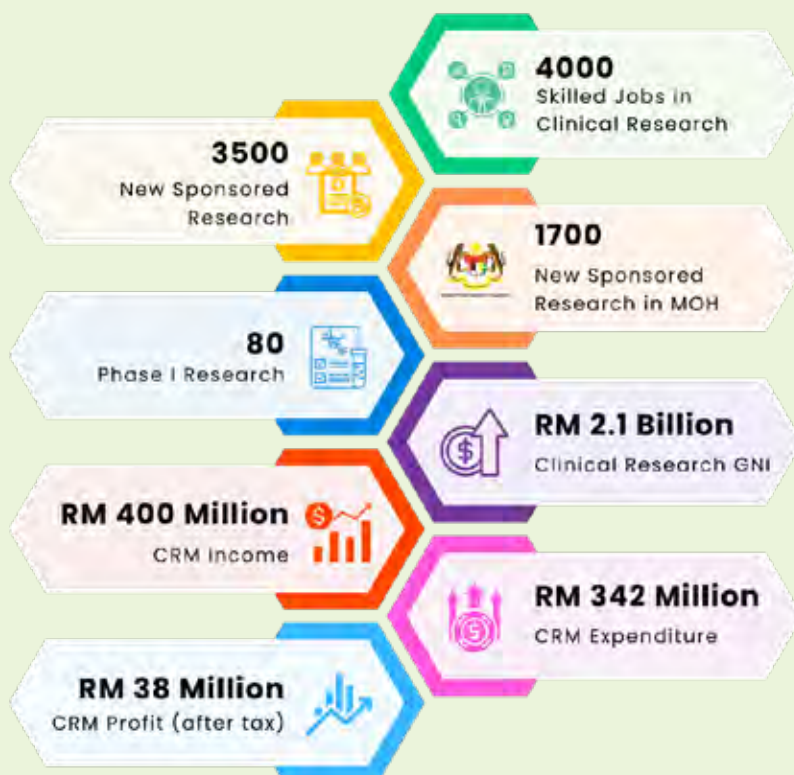 4000
Skilled Jobs in
Clinical Research
3500
New Sponsored
Research
1700
New Sponsored
Research in MOH
80
Phase I Research
RM 2.1 Billion
Clinical Research GNI
RM 400 Million
CRM Income
RM 342 Million
CRM Expenditure
RM 38 Million
CRM Profit (after tax)